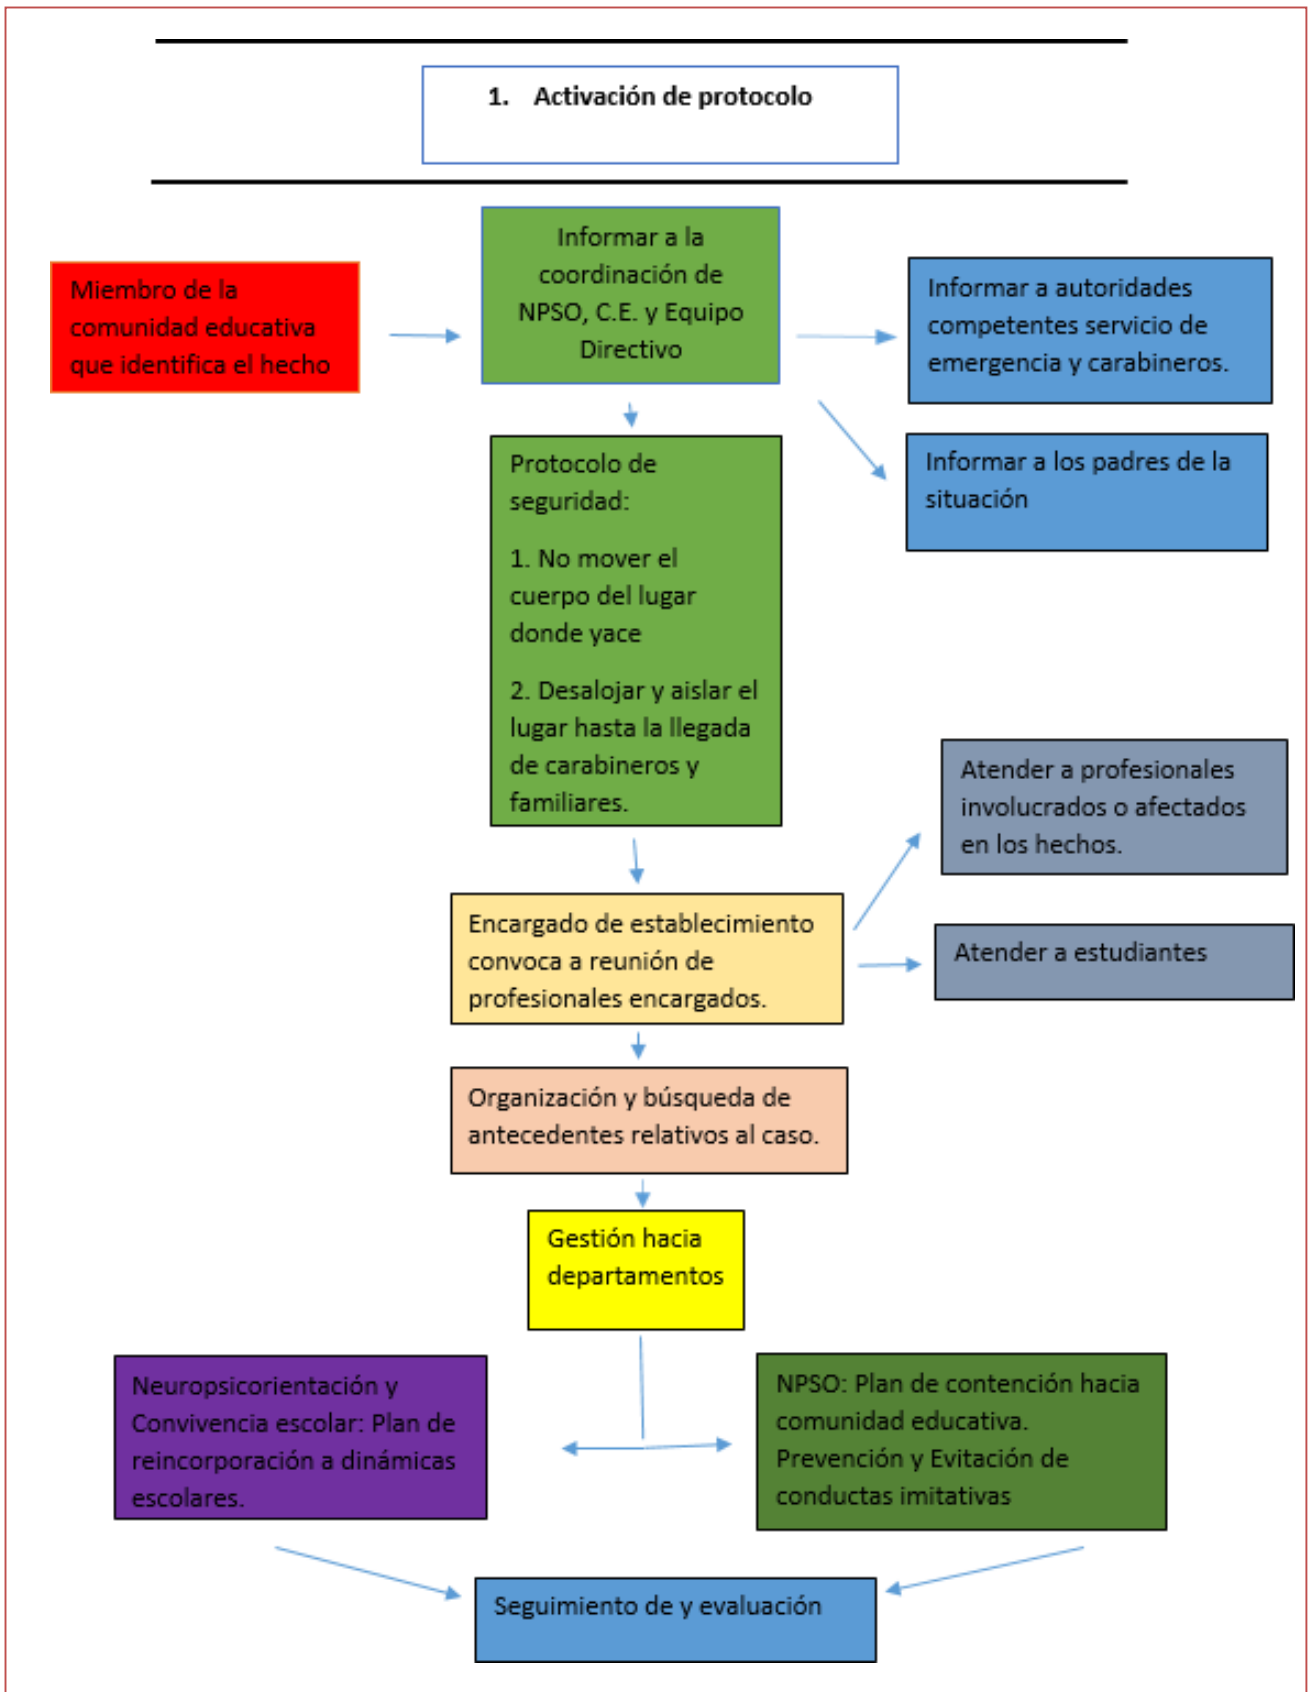 1. Activación de protocolo
Informar a la
coordinación de
NPSO, C.E. y Equipo
Directivo
Miembro de la
comunidad educativa
que identifica el hecho
Informar a autoridades
competentes servicio de
emergencia y carabineros.
Informar a los padres de la
situación
Protocolo de
seguridad:
1. No mover el
cuerpo del lugar
donde yace
2. Desalojar y aislar el
lugar hasta la llegada
de carabineros y
familiares.
Atender a profesionales
involucrados o afectados
en los hechos.
Encargado de establecimiento
convoca a reunión de
profesionales encargados.
Atender a estudiantes
Organización y búsqueda de
antecedentes relativos al caso.
Gestión hacia
departamentos
Neuropsicorientación y
Convivencia escolar: Plan de
reincorporación a dinámicas
escolares.
NPSO: Plan de contención hacia
comunidad educativa.
Prevención y Evitación de
conductas imitativas
Seguimiento de y evaluación